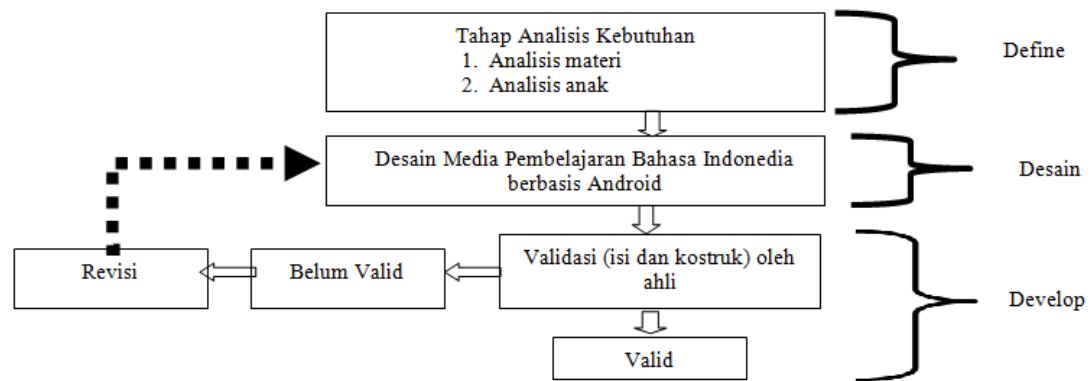 Tahap Analisis Kebutuhan
1. Analisis materi
2. Analisis anak
Define
Desain Media Pembelajaran Bahasa Indonedia
berbasis Android
Desain
Validasi (isi dan kostruk) oleh
ahli
Belum Valid
Revisi
Develop
Valid